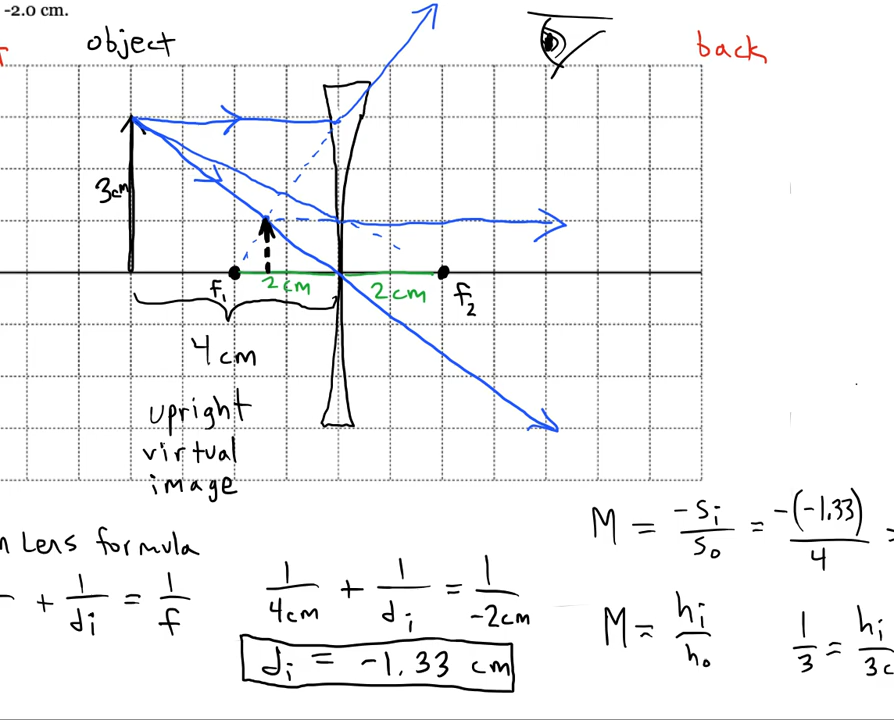 -2.0 cm.
object
back
3cm
f₁
2cm
2cm
f₂
4cm
upright
virtual
image
M = -Sᵢ/Sₒ = -(-1.33)/4 =
n Lens formula
+ 1/dᵢ = 1/f
1/4cm + 1/dᵢ = 1/-2cm
M = hᵢ/hₒ
1/3 = hᵢ/3c
dᵢ = -1.33 cm